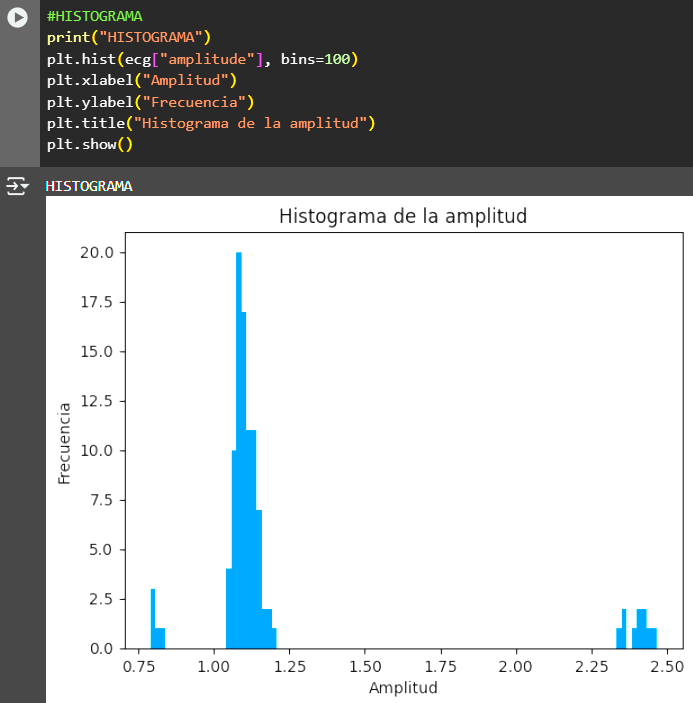 #HISTOGRAMA
print("HISTOGRAMA")
plt.hist(ecg["amplitude"], bins=100)
plt.xlabel("Amplitud")
plt.ylabel("Frecuencia")
plt.title("Histograma de la amplitud")
plt.show()
HISTOGRAMA
Histograma de la amplitud
20.0
17.5
15.0
12.5
10.0
7.5
5.0
2.5
0.0
Frecuencia
0.75 1.00 1.25 1.50 1.75 2.00 2.25 2.50
Amplitud